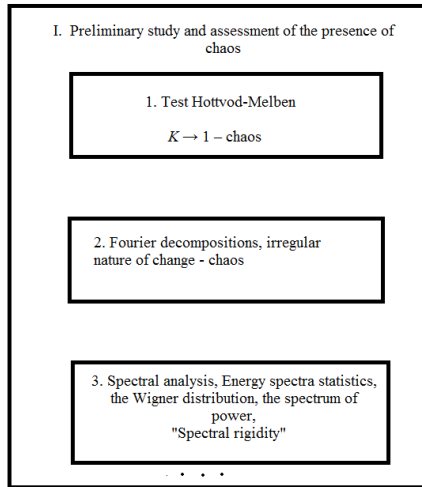 I. Preliminary study and assessment of the presence of
chaos
1. Test Hottvod-Melben
K → 1 – chaos
2. Fourier decompositions, irregular
nature of change - chaos
3. Spectral analysis, Energy spectra statistics,
the Wigner distribution, the spectrum of
power,
"Spectral rigidity"
. . . .